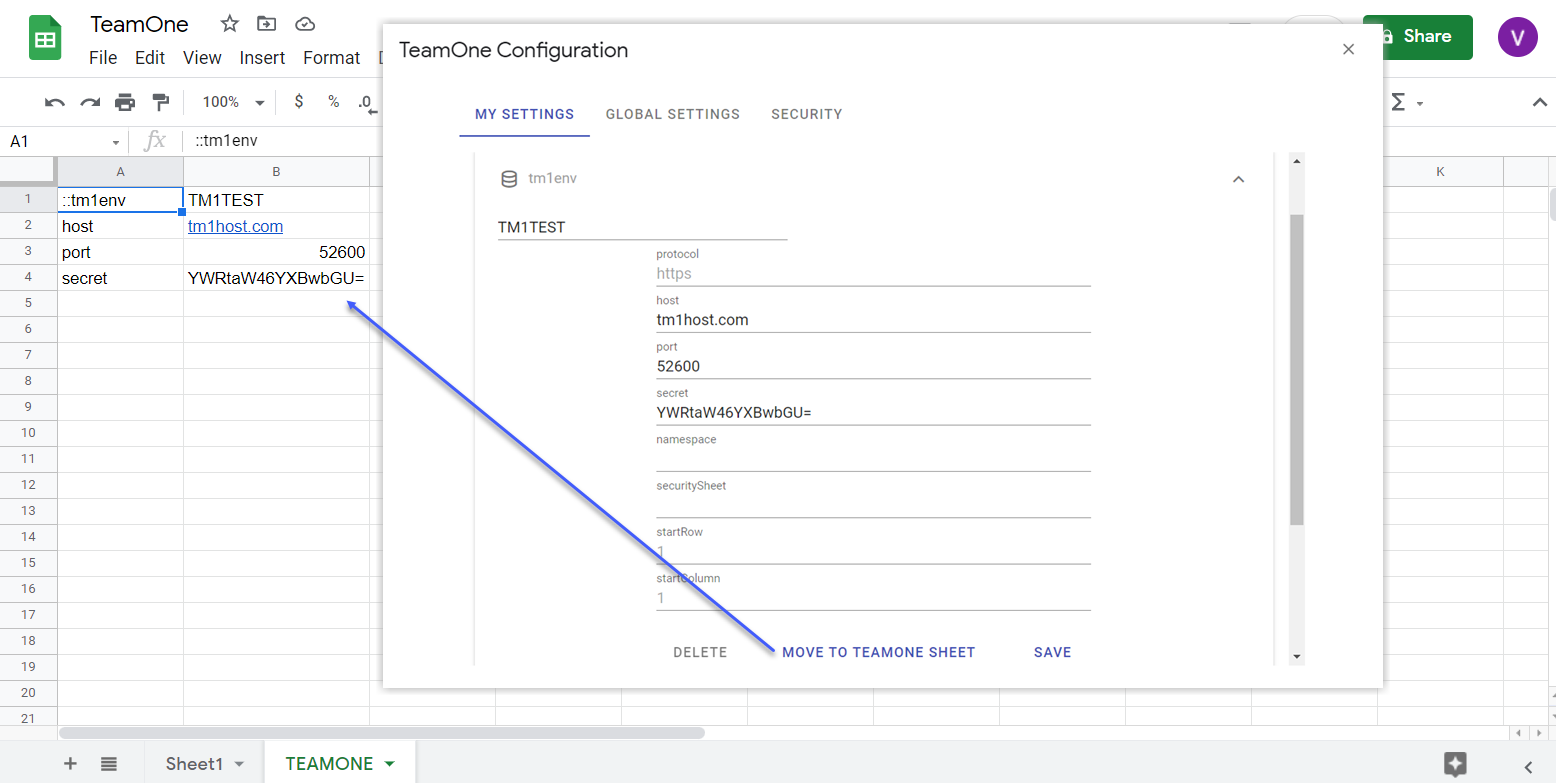 TeamOne
File Edit View Insert Format
Share
V
100% $ % .0
Σ
A1 fx ::tm1env
A B K
1 ::tm1env TM1TEST
2 host tm1host.com
3 port 52600
4 secret YWRtaW46YXBwbGU=
5
6
7
8
9
10
11
12
13
14
15
16
17
18
19
20
21
TeamOne Configuration
MY SETTINGS GLOBAL SETTINGS SECURITY
tm1env
TM1TEST
protocol
https
host
tm1host.com
port
52600
secret
YWRtaW46YXBwbGU=
namespace
securitySheet
startRow
1
startColumn
1
DELETE MOVE TO TEAMONE SHEET SAVE
Sheet1 TEAMONE